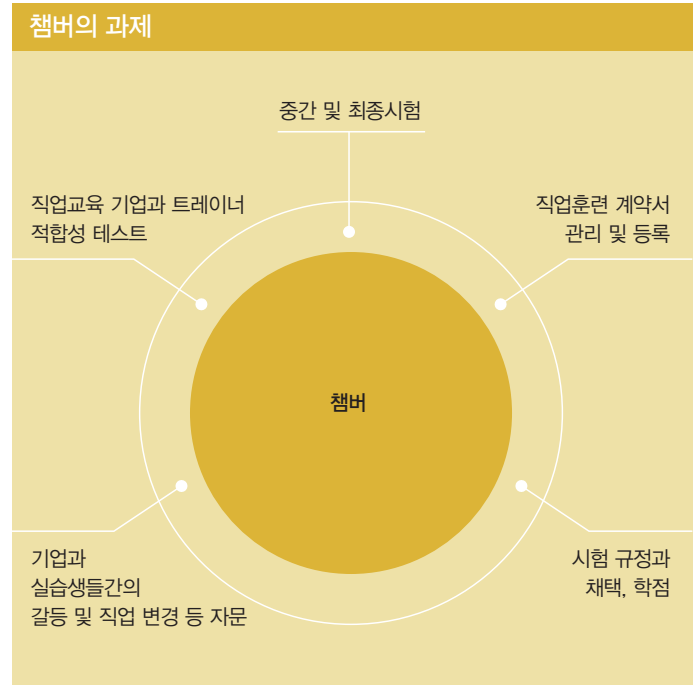 챔버의 과제
중간 및 최종시험
직업교육 기업과 트레이너
적합성 테스트
직업훈련 계약서
관리 및 등록
챔버
기업과
실습생들간의
갈등 및 직업 변경 등 자문
시험 규정과
채택, 학점